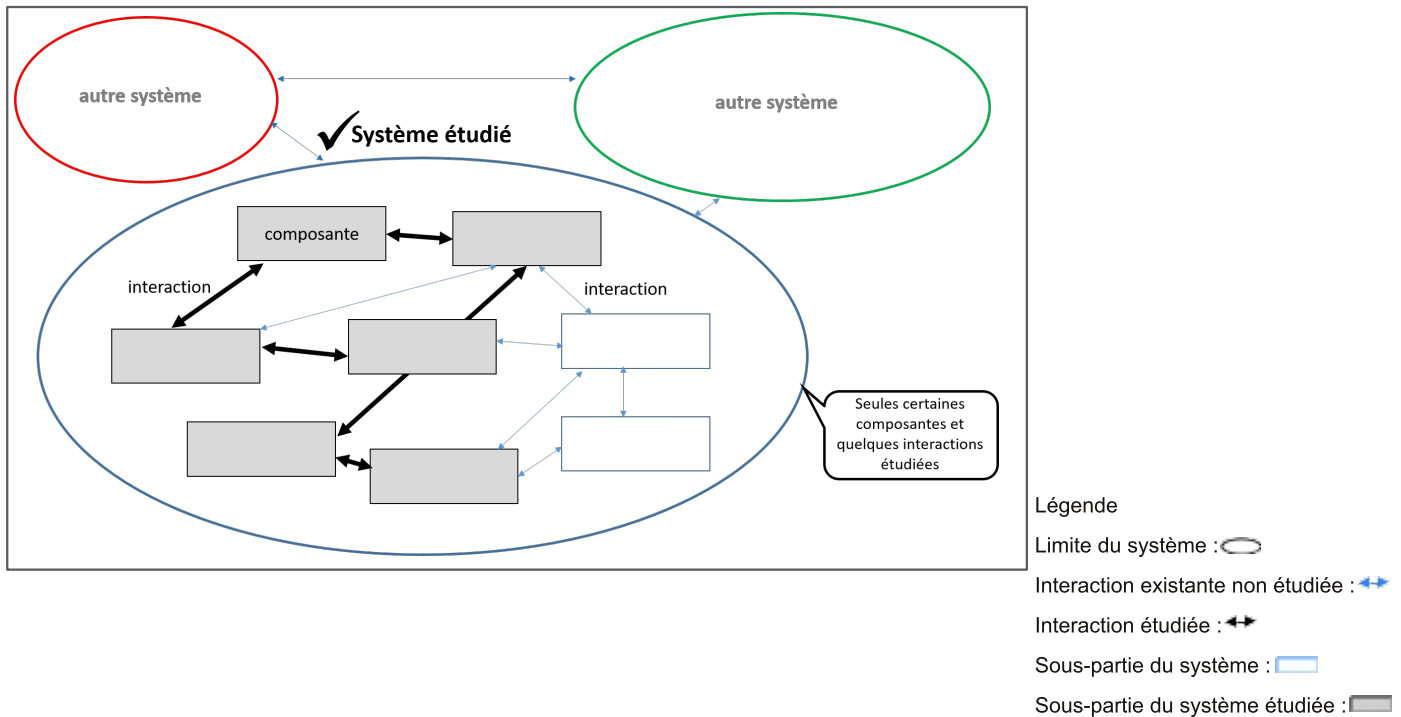 autre système
autre système
Système étudié
composante
interaction
interaction
Seules certaines
composantes et
quelques interactions
étudiées
Légende
Limite du système :
Interaction existante non étudiée :
Interaction étudiée :
Sous-partie du système :
Sous-partie du système étudiée :